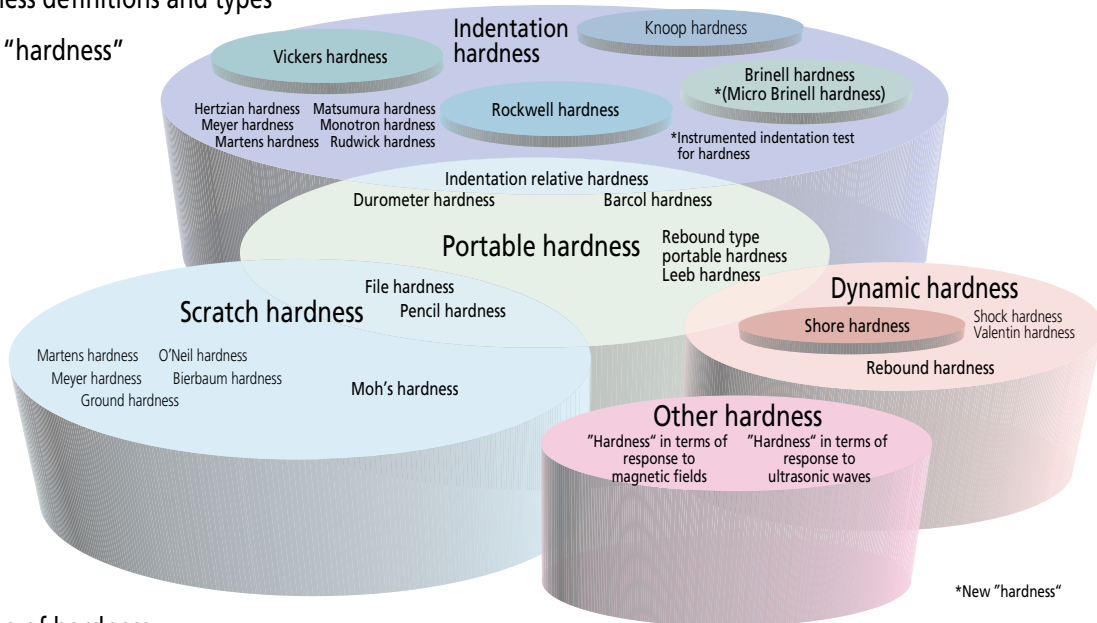 ess definitions and types
"hardness"
Indentation
hardness
Knoop hardness
Vickers hardness
Brinell hardness
*(Micro Brinell hardness)
Hertzian hardness Matsumura hardness
Meyer hardness Monotron hardness
Martens hardness Rudwick hardness
Rockwell hardness
*Instrumented indentation test
for hardness
Indentation relative hardness
Durometer hardness Barcol hardness
Portable hardness
Rebound type
portable hardness
Leeb hardness
File hardness
Pencil hardness
Scratch hardness
Martens hardness O'Neil hardness
Meyer hardness Bierbaum hardness
Ground hardness
Moh's hardness
Dynamic hardness
Shore hardness
Shock hardness
Valentin hardness
Rebound hardness
Other hardness
"Hardness" in terms of
response to
magnetic fields
"Hardness" in terms of
response to
ultrasonic waves
*New "hardness"